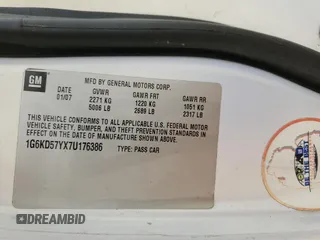 GM
MFD BY GENERAL MOTORS CORP.
DATE GVWR GAWR FRT GAWR RR
01/07 2271 KG 1220 KG 1051 KG
5006 LB 2689 LB 2317 LB
THIS VEHICLE CONFORMS TO ALL APPLICABLE U.S. FEDERAL MOTOR
VEHICLE SAFETY, BUMPER, AND THEFT PREVENTION STANDARDS
IN EFFECT ON THE DATE OF MANUFACTURE SHOWN ABOVE.
1G6KD57YX7U176386 TYPE: PASS CAR
DVG
RECORD